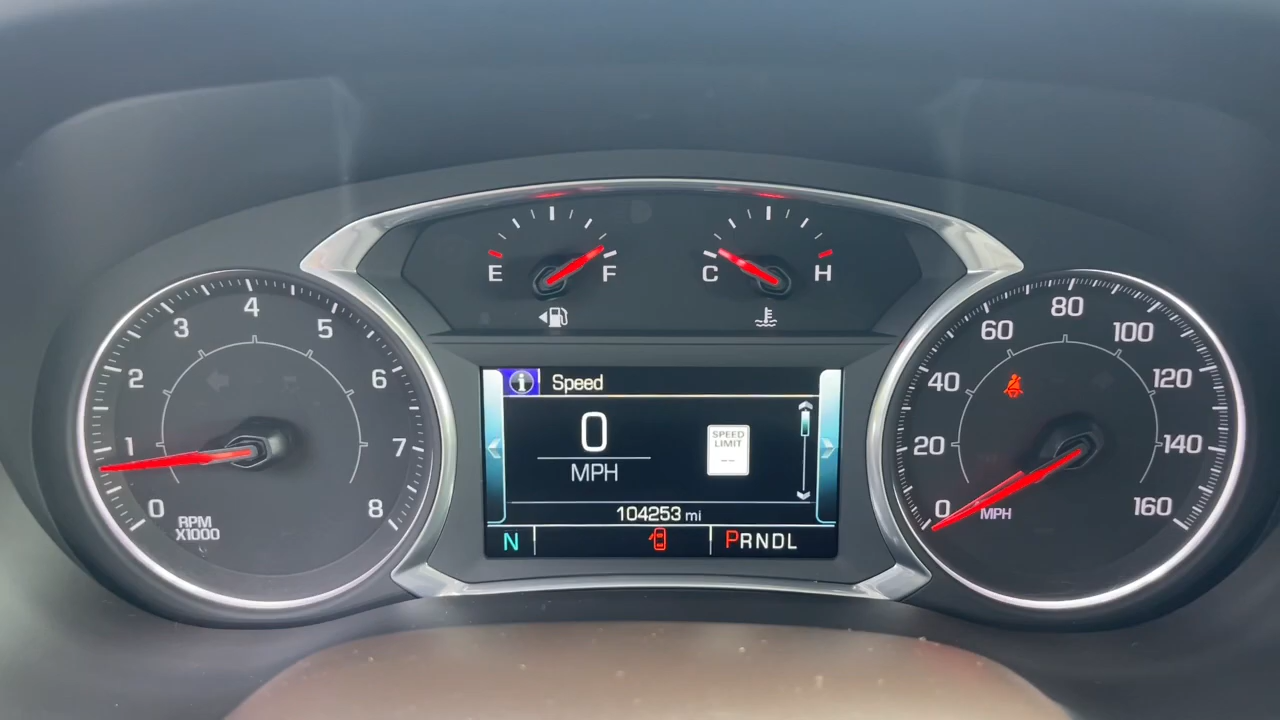 E F
C H
0 1 2 3 4 5 6 7 8
RPM
X1000
Speed
0
MPH
SPEED
LIMIT
--
104253 mi
N
PRNDL
0 20 40 60 80 100 120 140 160
MPH